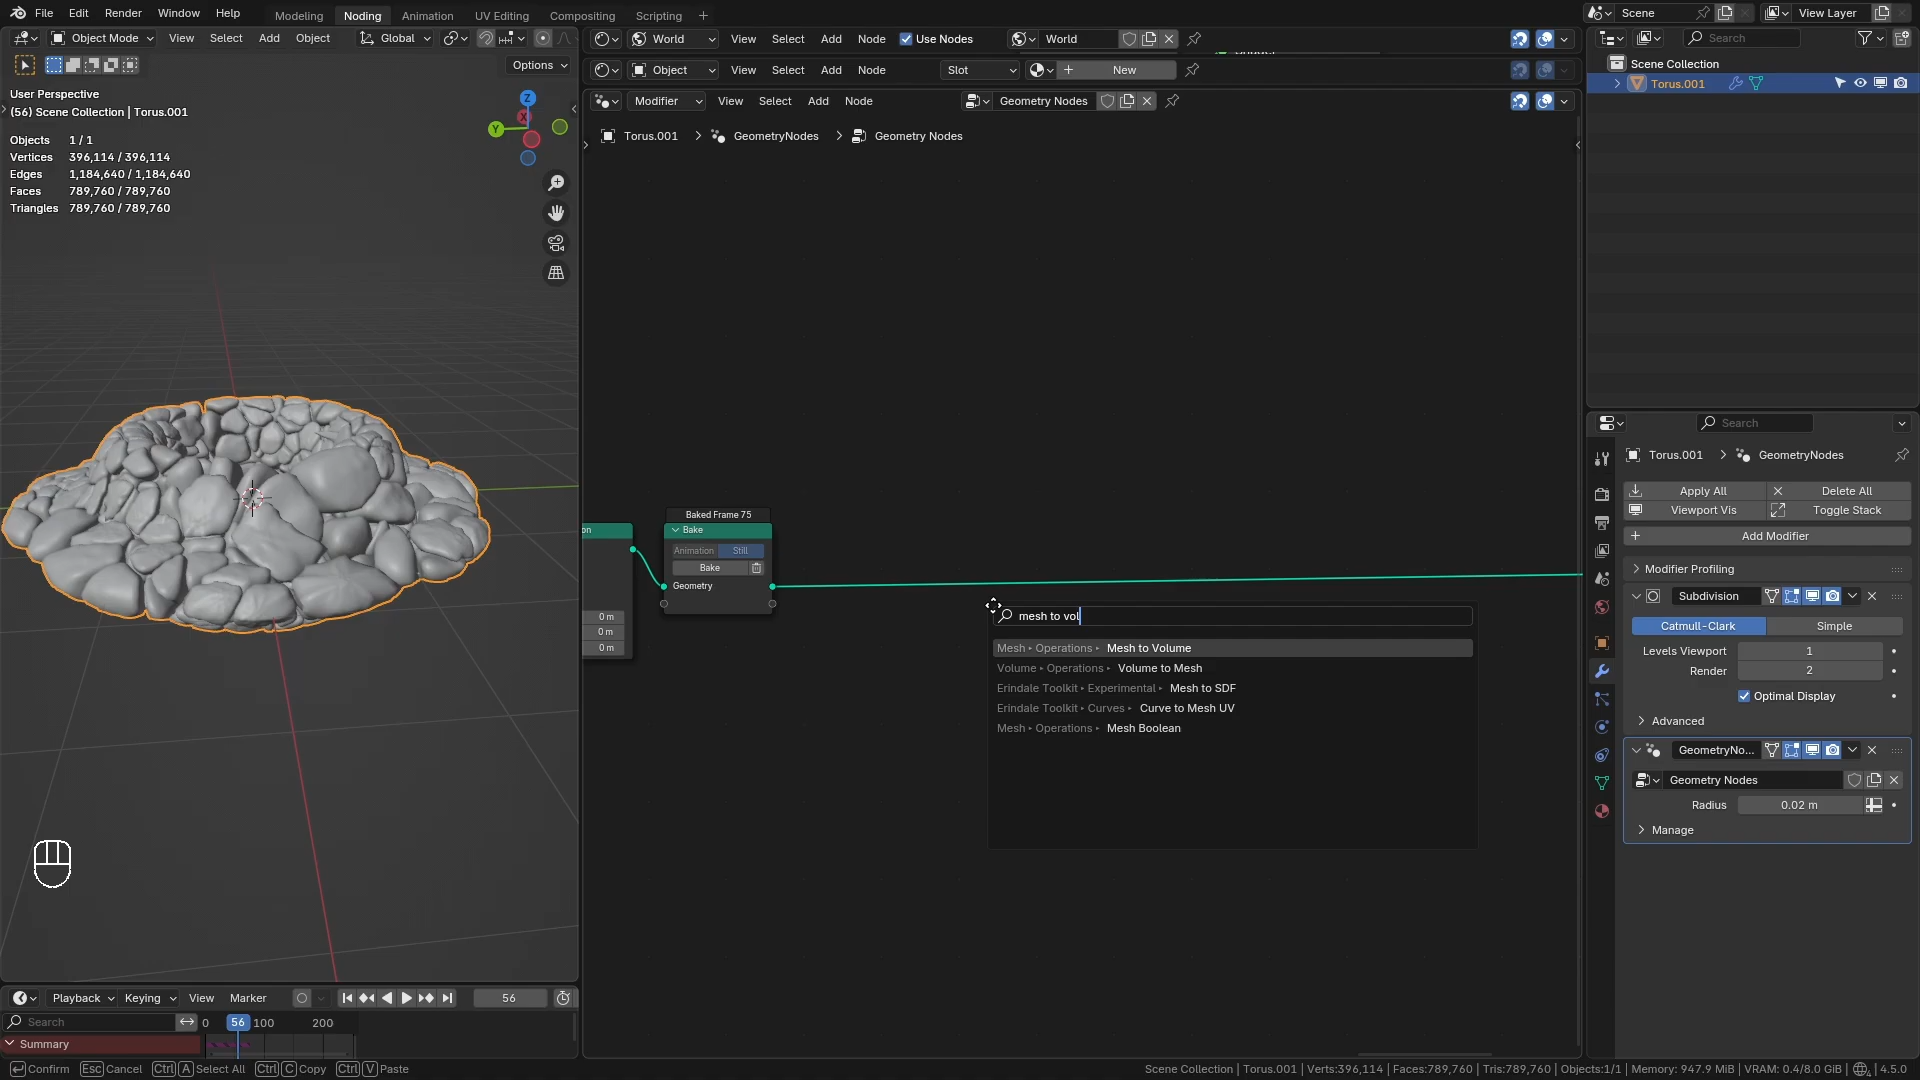 File Edit Render Window Help Modeling Noding Animation UV Editing Compositing Scripting Scene View Layer
Object Mode View Select Add Object Global
Options
User Perspective
(56) Scene Collection | Torus.001
Objects 1 / 1
Vertices 396,114 / 396,114
Edges 1,184,640 / 1,184,640
Faces 789,760 / 789,760
Triangles 789,760 / 789,760
Z
X
Y
World View Select Add Node Use Nodes World
Object View Select Add Node Slot New
Modifier View Select Add Node Geometry Nodes
Torus.001 GeometryNodes Geometry Nodes
on
0 m
0 m
0 m
Baked Frame 75
Bake
Animation Still
Bake
Geometry
mesh to vol
Mesh Operations Mesh to Volume
Volume Operations Volume to Mesh
Erindale Toolkit Experimental Mesh to SDF
Erindale Toolkit Curves Curve to Mesh UV
Mesh Operations Mesh Boolean
Search
Scene Collection
Torus.001
Search
Torus.001 GeometryNodes
Apply All Delete All
Viewport Vis Toggle Stack
Add Modifier
Modifier Profiling
Subdivision
Catmull-Clark Simple
Levels Viewport 1
Render 2
Optimal Display
Advanced
GeometryNo...
Geometry Nodes
Radius 0.02 m
Manage
Playback Keying View Marker 56
Search 0 56 100 200
Summary
Confirm Esc Cancel Ctrl A Select All Ctrl C Copy Ctrl V Paste
Scene Collection | Torus.001 | Verts:396,114 | Faces:789,760 | Tris:789,760 | Objects:1/1 | Memory: 947.9 MiB | VRAM: 0.4/8.0 GiB | 4.5.0